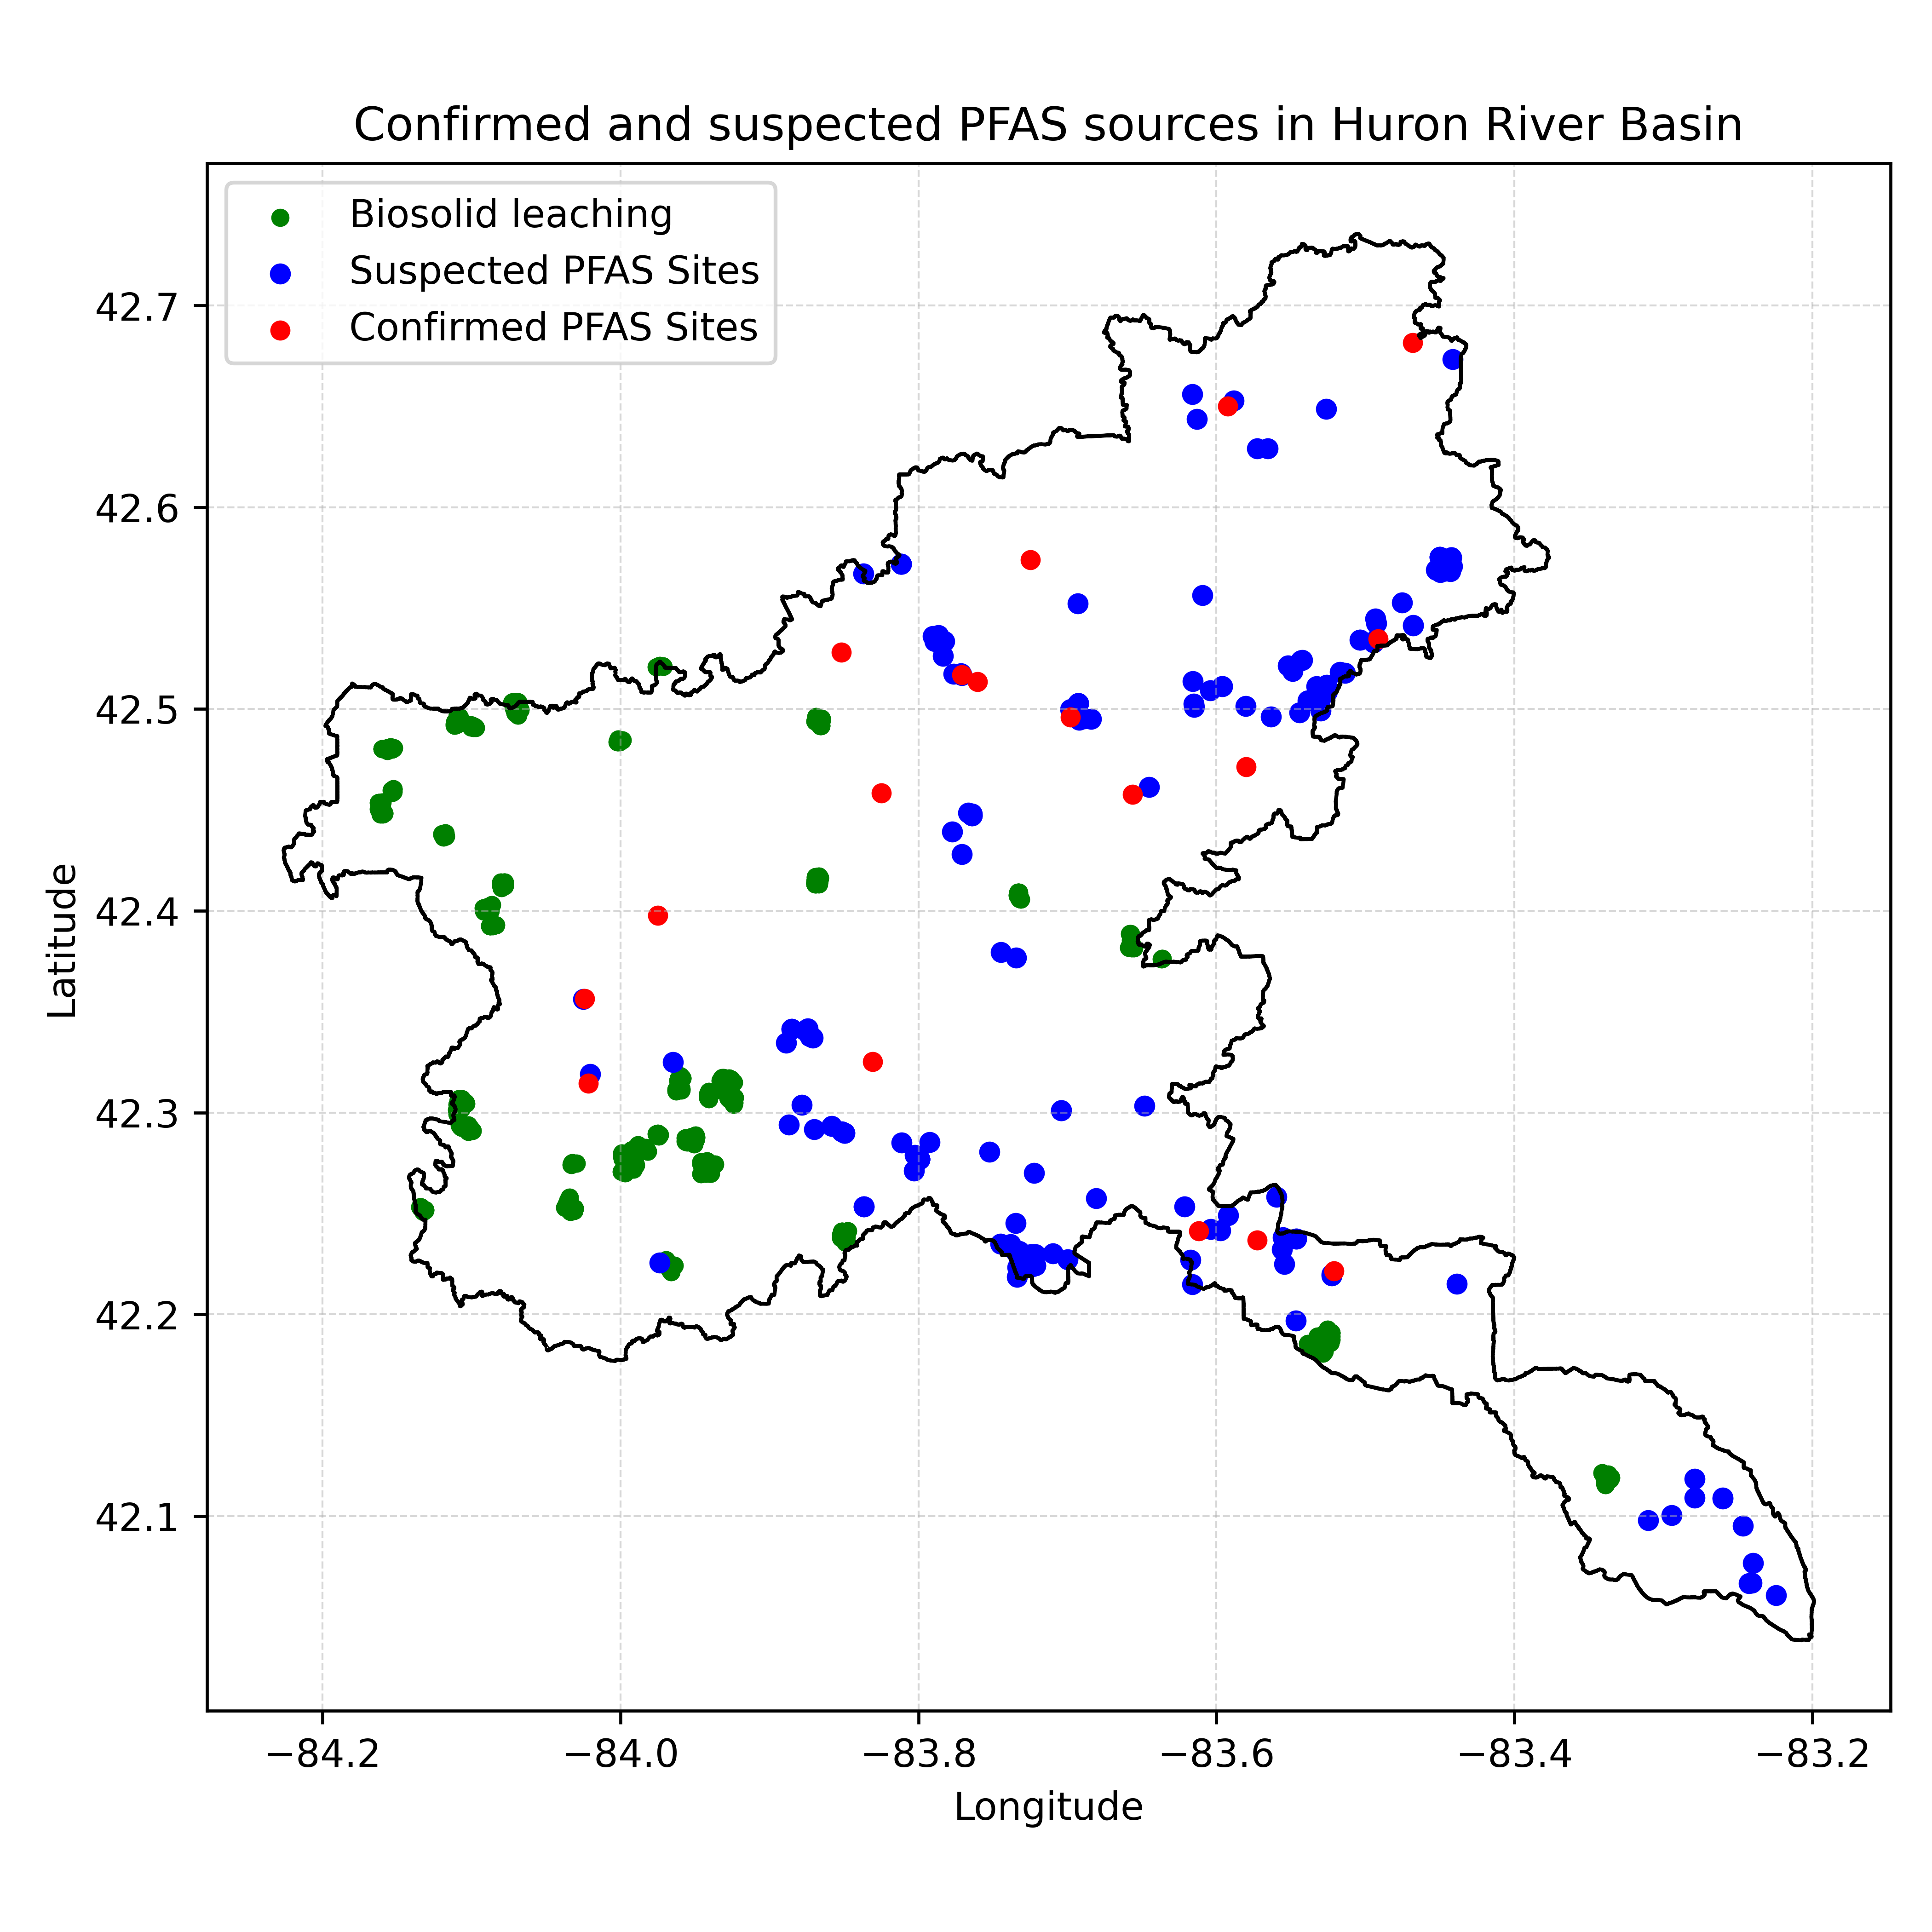 Confirmed and suspected PFAS sources in Huron River Basin
Biosolid leaching
Suspected PFAS Sites
Confirmed PFAS Sites
42.7
42.6
42.5
42.4
42.3
42.2
42.1
Latitude
−84.2 −84.0 −83.8 −83.6 −83.4 −83.2
Longitude